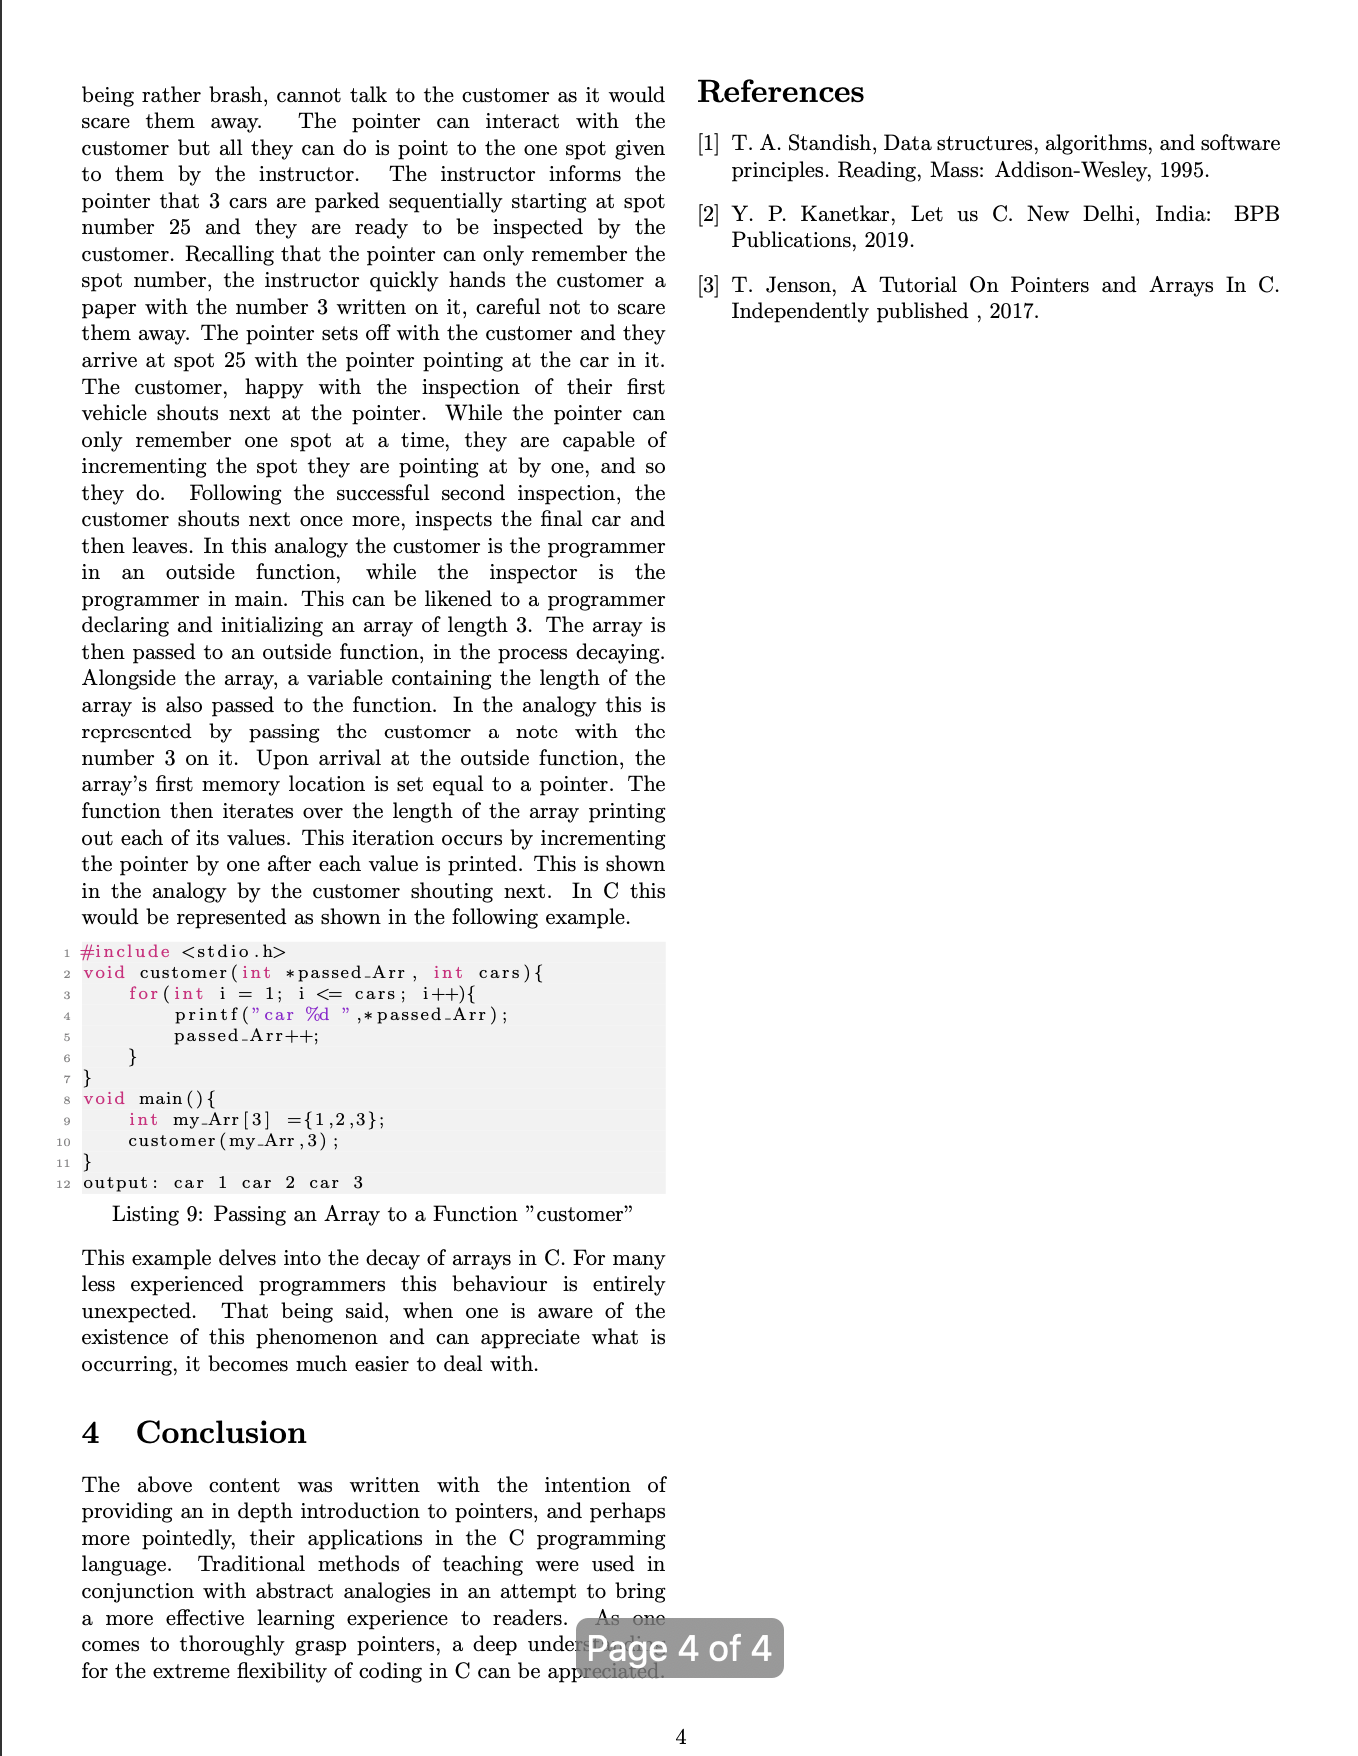 being rather brash, cannot talk to the customer as it would
scare them away. The pointer can interact with the
customer but all they can do is point to the one spot given
to them by the instructor. The instructor informs the
pointer that 3 cars are parked sequentially starting at spot
number 25 and they are ready to be inspected by the
customer. Recalling that the pointer can only remember the
spot number, the instructor quickly hands the customer a
paper with the number 3 written on it, careful not to scare
them away. The pointer sets off with the customer and they
arrive at spot 25 with the pointer pointing at the car in it.
The customer, happy with the inspection of their first
vehicle shouts next at the pointer. While the pointer can
only remember one spot at a time, they are capable of
incrementing the spot they are pointing at by one, and so
they do. Following the successful second inspection, the
customer shouts next once more, inspects the final car and
then leaves. In this analogy the customer is the programmer
in an outside function, while the inspector is the
programmer in main. This can be likened to a programmer
declaring and initializing an array of length 3. The array is
then passed to an outside function, in the process decaying.
Alongside the array, a variable containing the length of the
array is also passed to the function. In the analogy this is
represented by passing the customer a note with the
number 3 on it. Upon arrival at the outside function, the
array's first memory location is set equal to a pointer. The
function then iterates over the length of the array printing
out each of its values. This iteration occurs by incrementing
the pointer by one after each value is printed. This is shown
in the analogy by the customer shouting next. In C this
would be represented as shown in the following example.
1 #include <stdio.h>
2 void customer(int *passed_Arr, int cars){
3 for(int i = 1; i <= cars; i++){
4 printf("car %d ",*passed_Arr);
5 passed_Arr++;
6 }
7 }
8 void main(){
9 int my_Arr[3] ={1,2,3};
10 customer(my_Arr,3);
11 }
12 output: car 1 car 2 car 3
Listing 9: Passing an Array to a Function "customer"
This example delves into the decay of arrays in C. For many
less experienced programmers this behaviour is entirely
unexpected. That being said, when one is aware of the
existence of this phenomenon and can appreciate what is
occurring, it becomes much easier to deal with.
4 Conclusion
The above content was written with the intention of
providing an in depth introduction to pointers, and perhaps
more pointedly, their applications in the C programming
language. Traditional methods of teaching were used in
conjunction with abstract analogies in an attempt to bring
a more effective learning experience to readers. As one
comes to thoroughly grasp pointers, a deep understanding
for the extreme flexibility of coding in C can be appreciated.
References
[1] T. A. Standish, Data structures, algorithms, and software
principles. Reading, Mass: Addison-Wesley, 1995.
[2] Y. P. Kanetkar, Let us C. New Delhi, India: BPB
Publications, 2019.
[3] T. Jenson, A Tutorial On Pointers and Arrays In C.
Independently published , 2017.
Page 4 of 4
4